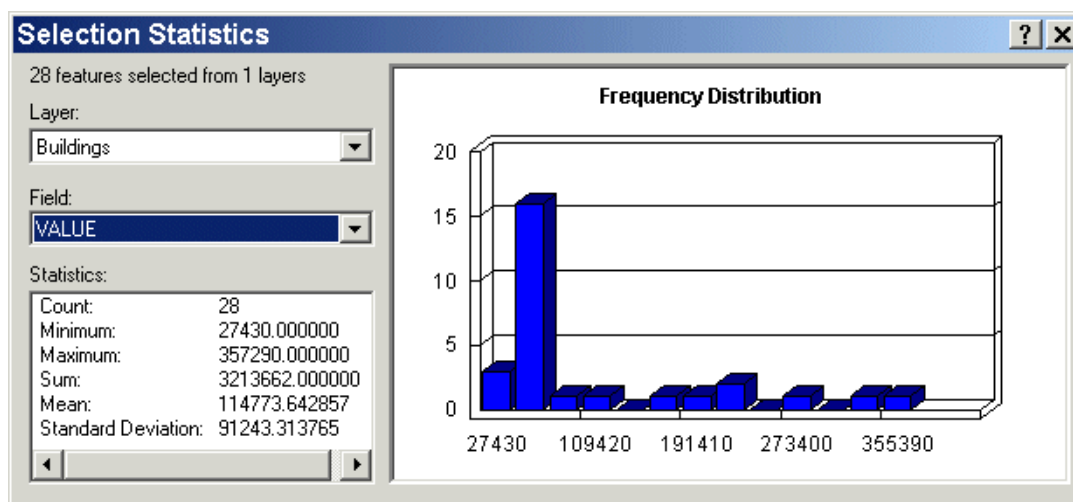 Selection Statistics
28 features selected from 1 layers
Layer:
Buildings
Field:
VALUE
Statistics:
Count: 28
Minimum: 27430.000000
Maximum: 357290.000000
Sum: 3213662.000000
Mean: 114773.642857
Standard Deviation: 91243.313765
Frequency Distribution
20
15
10
5
0
27430 109420 191410 273400 355390